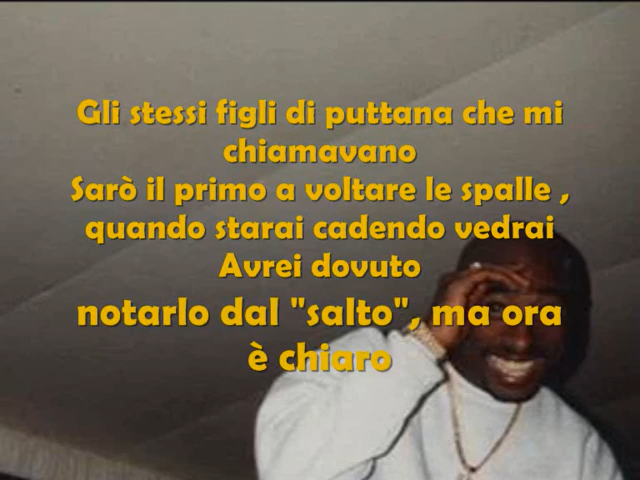 Gli stessi figli di puttana che mi
chiamavano
Sarò il primo a voltare le spalle ,
quando starai cadendo vedrai
Avrei dovuto
notarlo dal "salto", ma ora
è chiaro